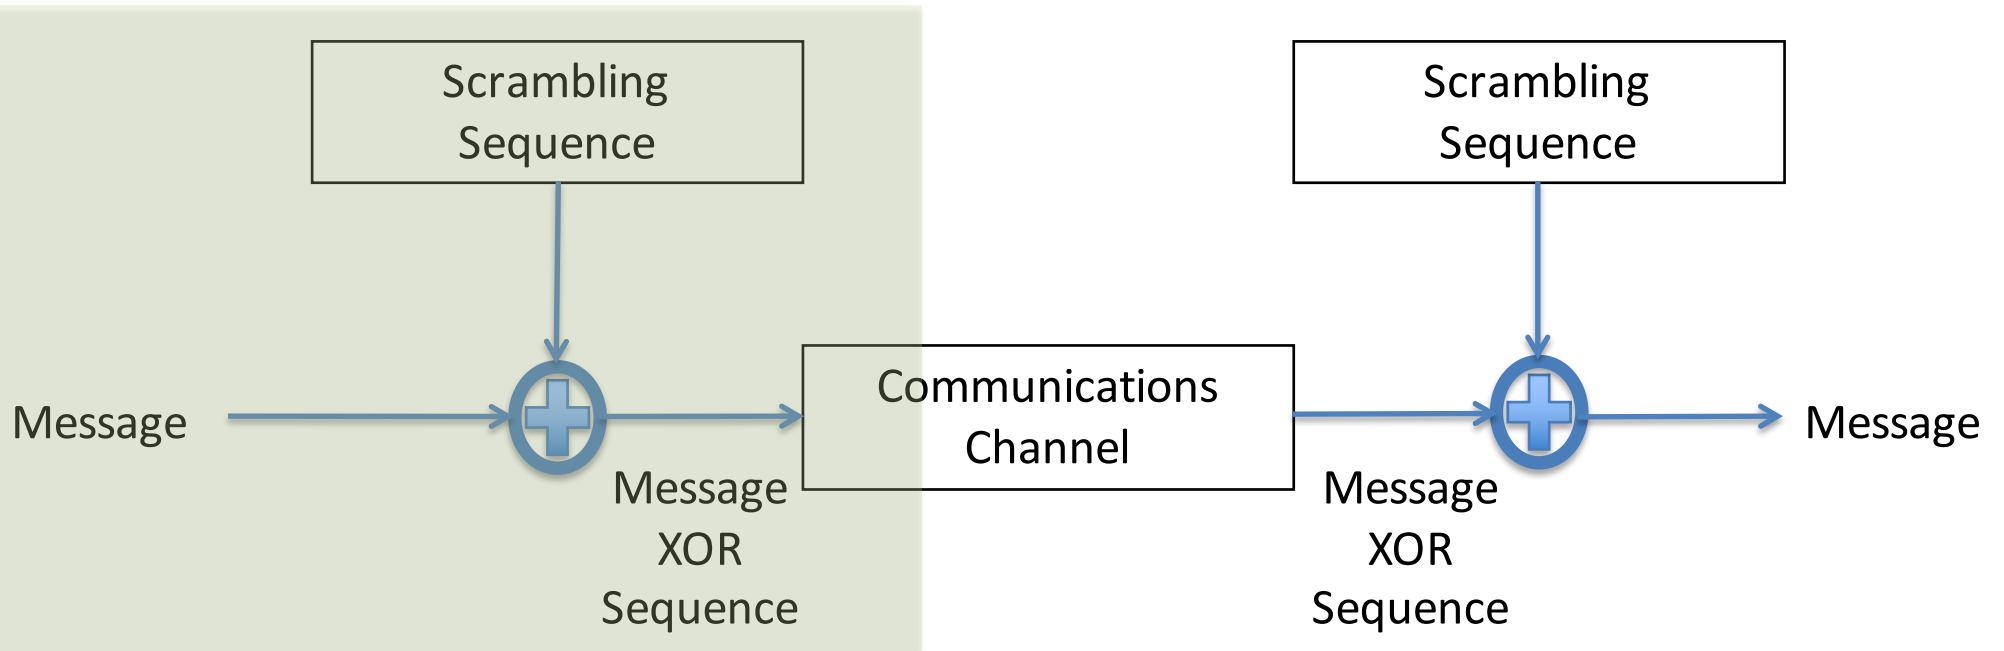 Scrambling
Sequence
Scrambling
Sequence
Message
Communications
Channel
Message
Message
XOR
Sequence
Message
XOR
Sequence